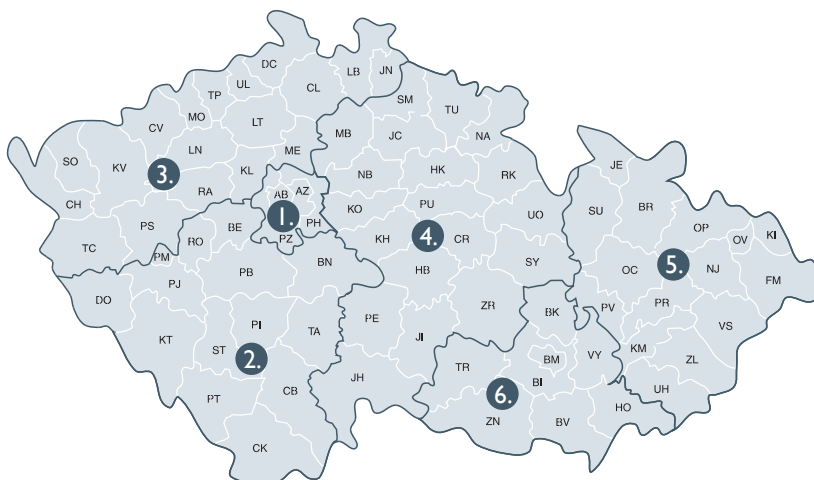 DC
LB
JN
UL
TP
CL
SM
TU
MO
CV
LT
MB
JC
NA
LN
ME
SO
KV
3.
KL
NB
HK
RK
JE
RA
AB
AZ
CH
KO
PU
SU
BR
PS
1.
PH
UO
OP
BE
RO
PZ
KH
4.
CR
OV
KI
TC
PM
BN
SY
OC
5.
NJ
PJ
PB
HB
FM
DO
ZR
PV
PR
PE
BK
VS
KT
PI
TA
JI
ST
2.
BM
VY
KM
ZL
TR
JH
BI
UH
PT
CB
6.
HO
ZN
BV
CK